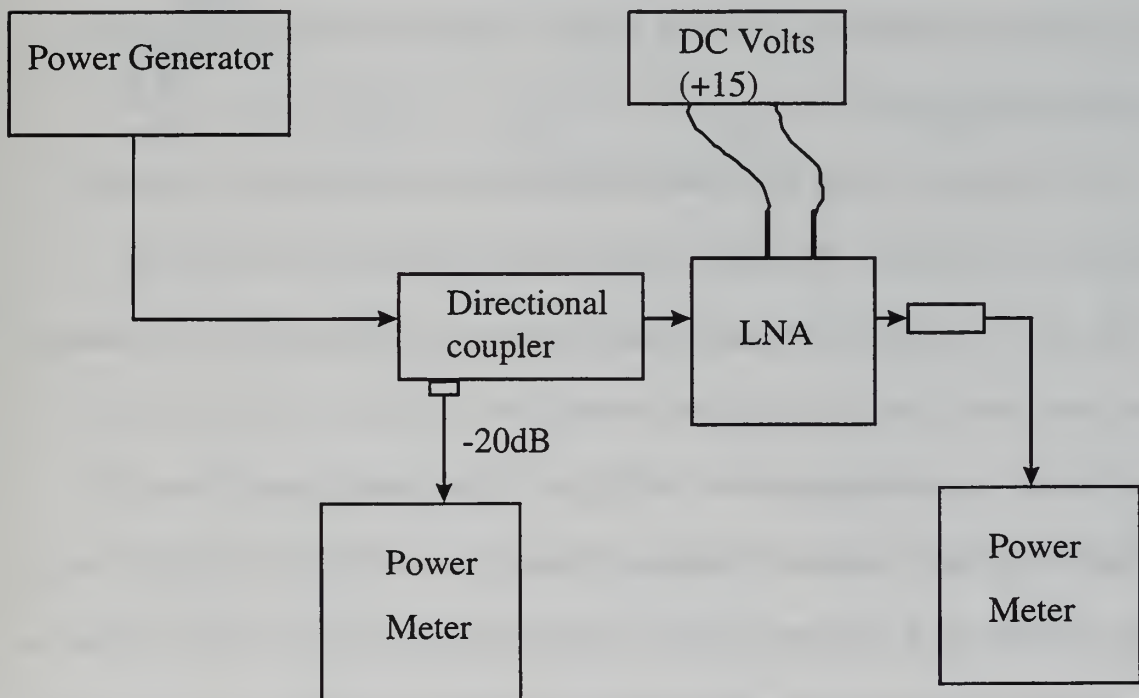 Power Generator
DC Volts
(+15)
Directional
coupler
LNA
-20dB
Power
Meter
Power
Meter